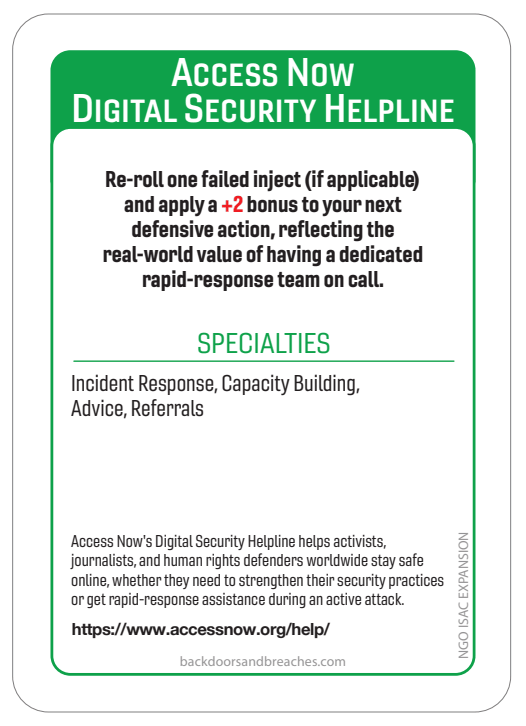 Access Now
Digital Security Helpline
Re-roll one failed inject (if applicable)
and apply a +2 bonus to your next
defensive action, reflecting the
real-world value of having a dedicated
rapid-response team on call.
SPECIALTIES
Incident Response, Capacity Building,
Advice, Referrals
Access Now's Digital Security Helpline helps activists,
journalists, and human rights defenders worldwide stay safe
online, whether they need to strengthen their security practices
or get rapid-response assistance during an active attack.
https://www.accessnow.org/help/
backdoorsandbreaches.com
NGO ISAC EXPANSION